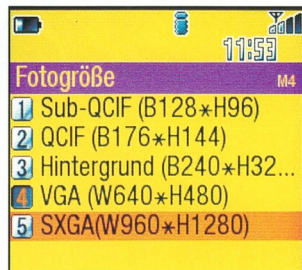 11:53
Fotogröße M4
1 Sub-QCIF (B128*H96)
2 QCIF (B176*H144)
3 Hintergrund (B240*H32...
4 VGA (W640*H480)
5 SXGA(W960*H1280)